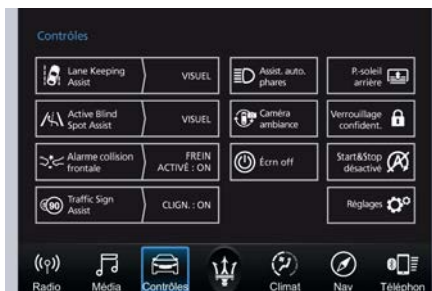 Contrôles
Lane Keeping
Assist
VISUEL
Assist. auto.
phares
P.-soleil
arrière
Active Blind
Spot Assist
VISUEL
Caméra
ambiance
Verrouillage
confident.
Alarme collision
frontale
FREIN
ACTIVÉ : ON
Écrn off
Start&Stop
désactivé
90
Traffic Sign
Assist
CLIGN. : ON
Réglages
Radio
Média
Contrôles
Climat
Nav
Téléphon